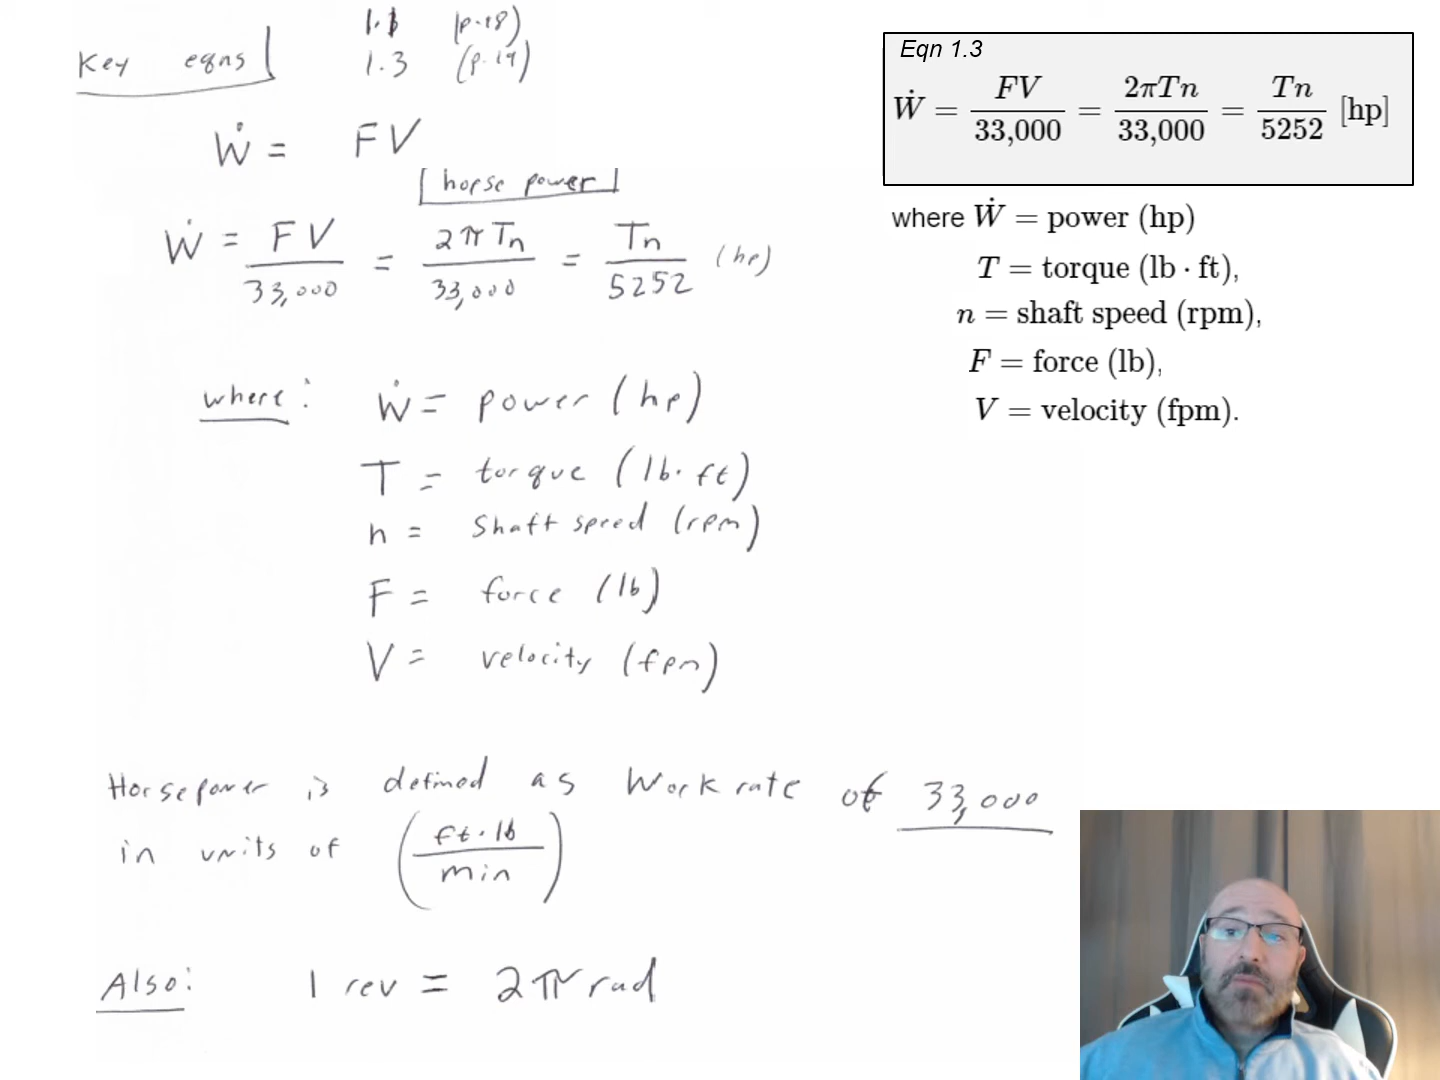 Key eqns
1.1 (p.18)
1.3 (p.19)
Ẇ = FV
[horse power]
Ẇ = FV/33,000 = 2πTn/33,000 = Tn/5252 (hp)
where: Ẇ = power (hp)
T = torque (lb·ft)
n = shaft speed (rpm)
F = force (lb)
V = velocity (fpm)
Horsepower is defined as work rate of 33,000
in units of (ft·lb/min)
Also: 1 rev = 2π rad
Eqn 1.3
Ẇ = FV/33,000 = 2πTn/33,000 = Tn/5252 [hp]
where Ẇ = power (hp)
T = torque (lb · ft),
n = shaft speed (rpm),
F = force (lb),
V = velocity (fpm).